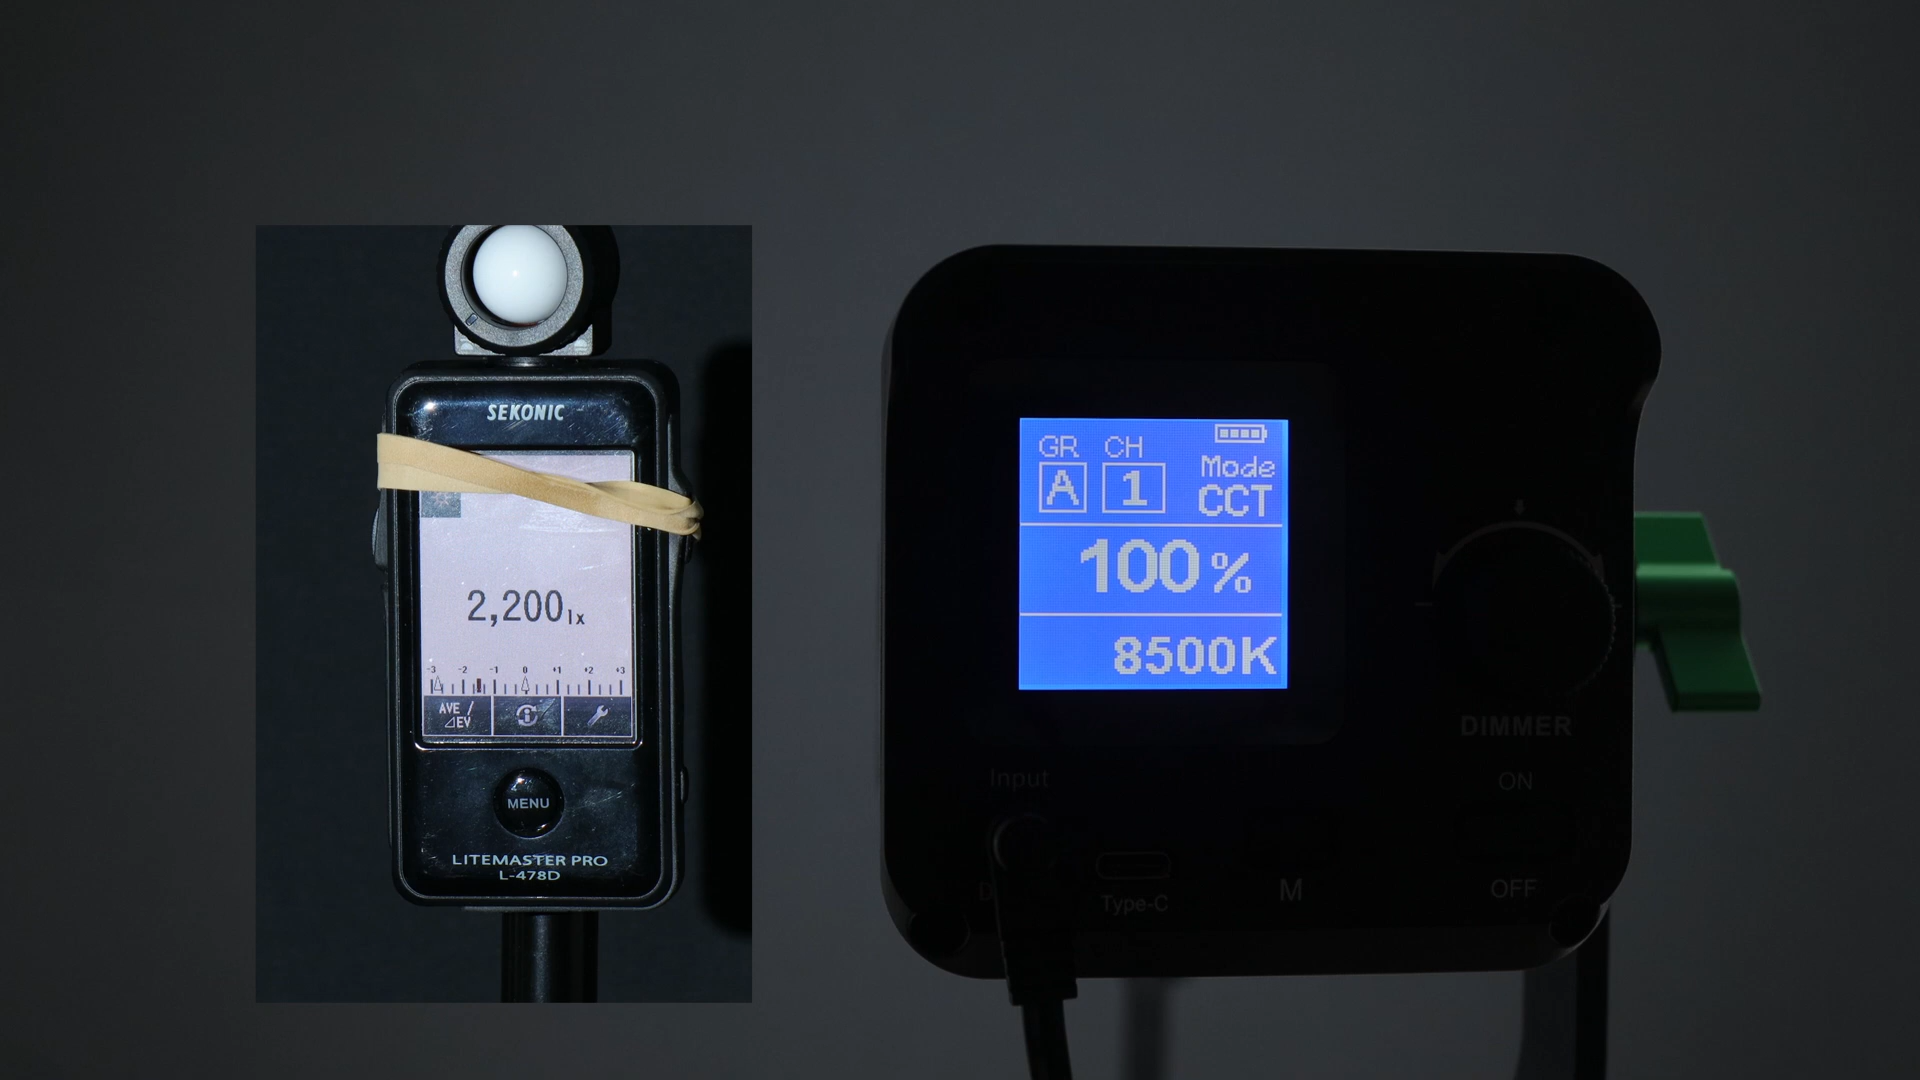 SEKONIC
2,200lx
-3 -2 -1 0 +1 +2 +3
AVE /
⊿EV
MENU
LITEMASTER PRO
L-478D
GR CH
A 1
Mode
CCT
100%
8500K
DIMMER
Input
ON
Type-C
M
OFF